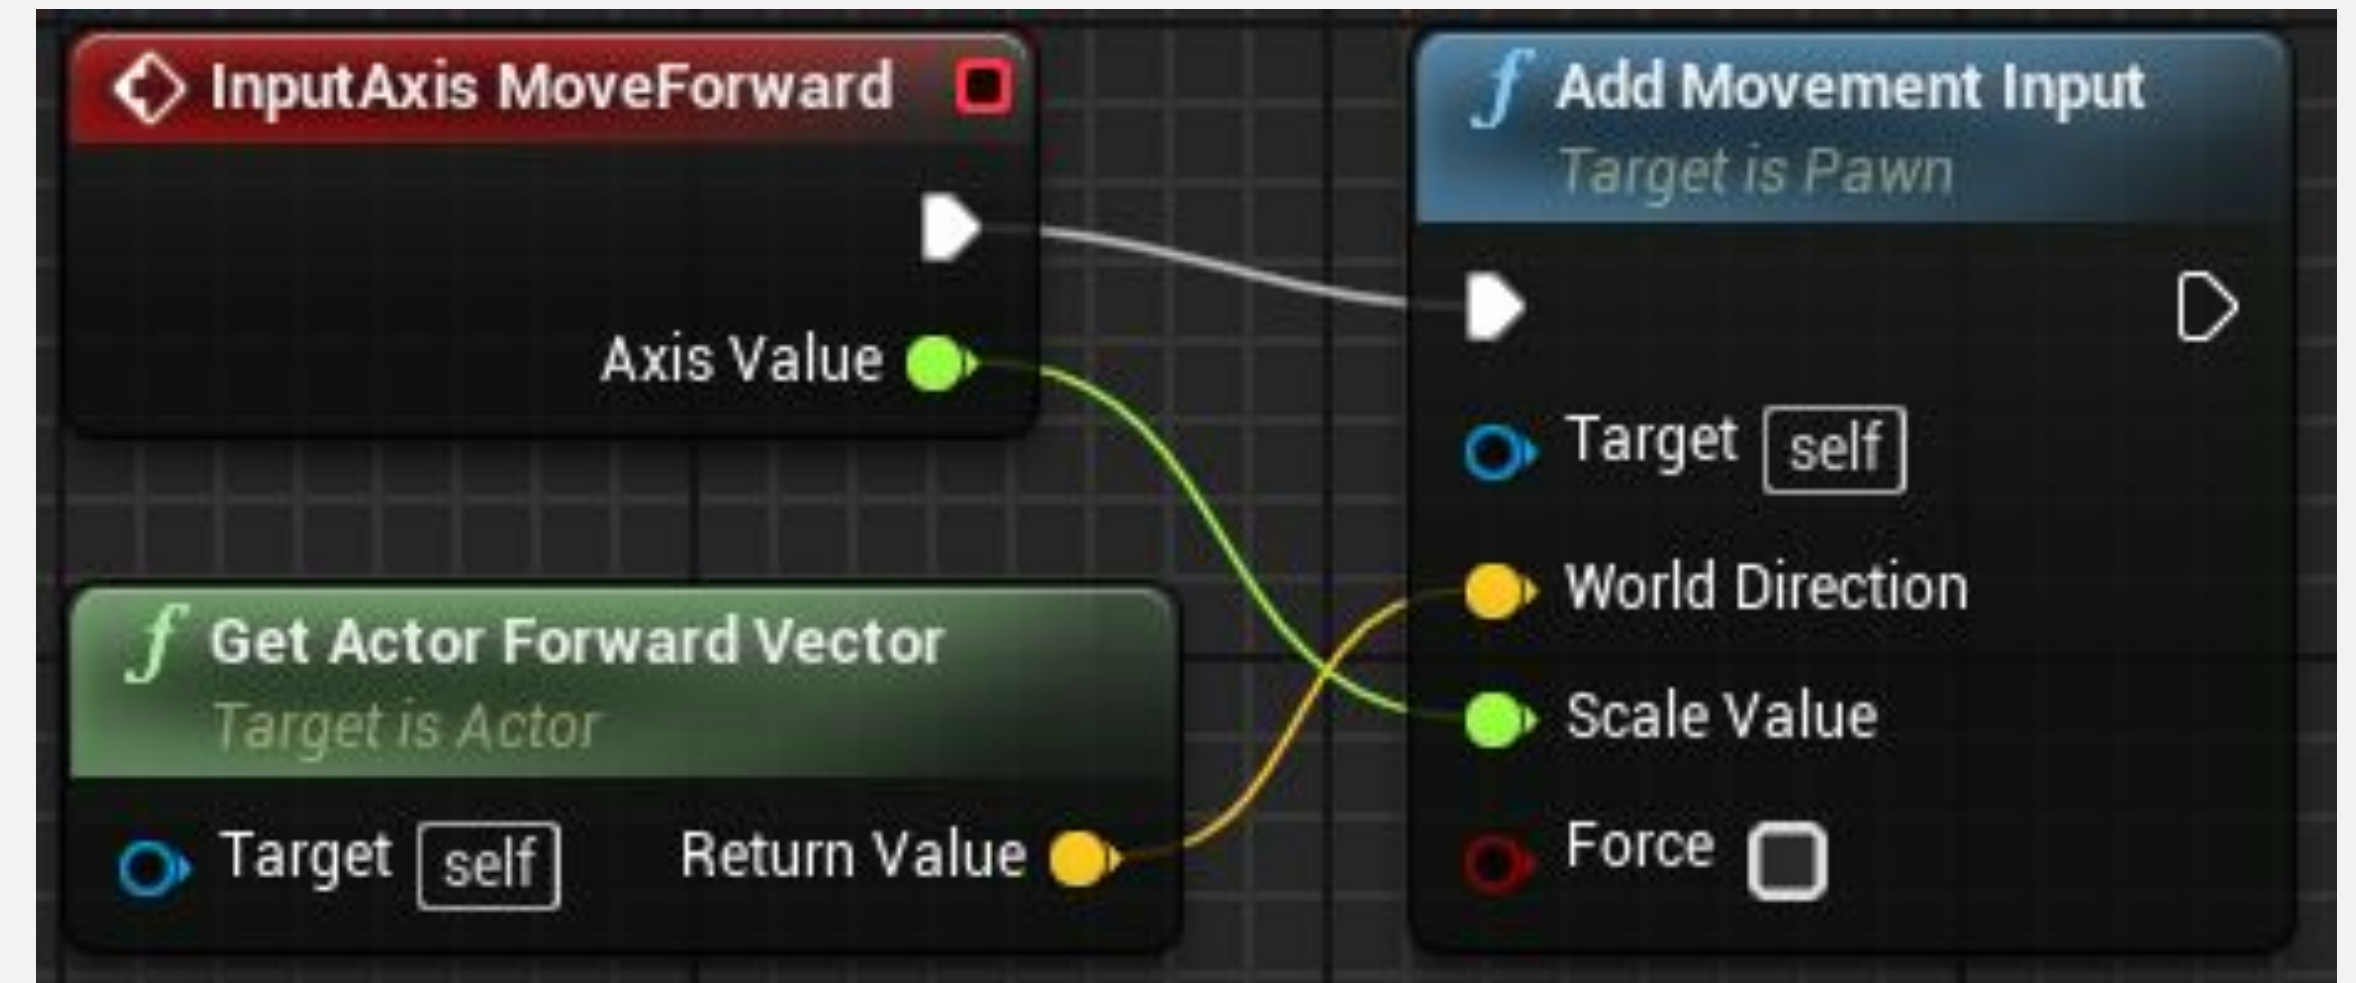 InputAxis MoveForward
Axis Value
Get Actor Forward Vector
Target is Actor
Target self Return Value
Add Movement Input
Target is Pawn
Target self
World Direction
Scale Value
Force